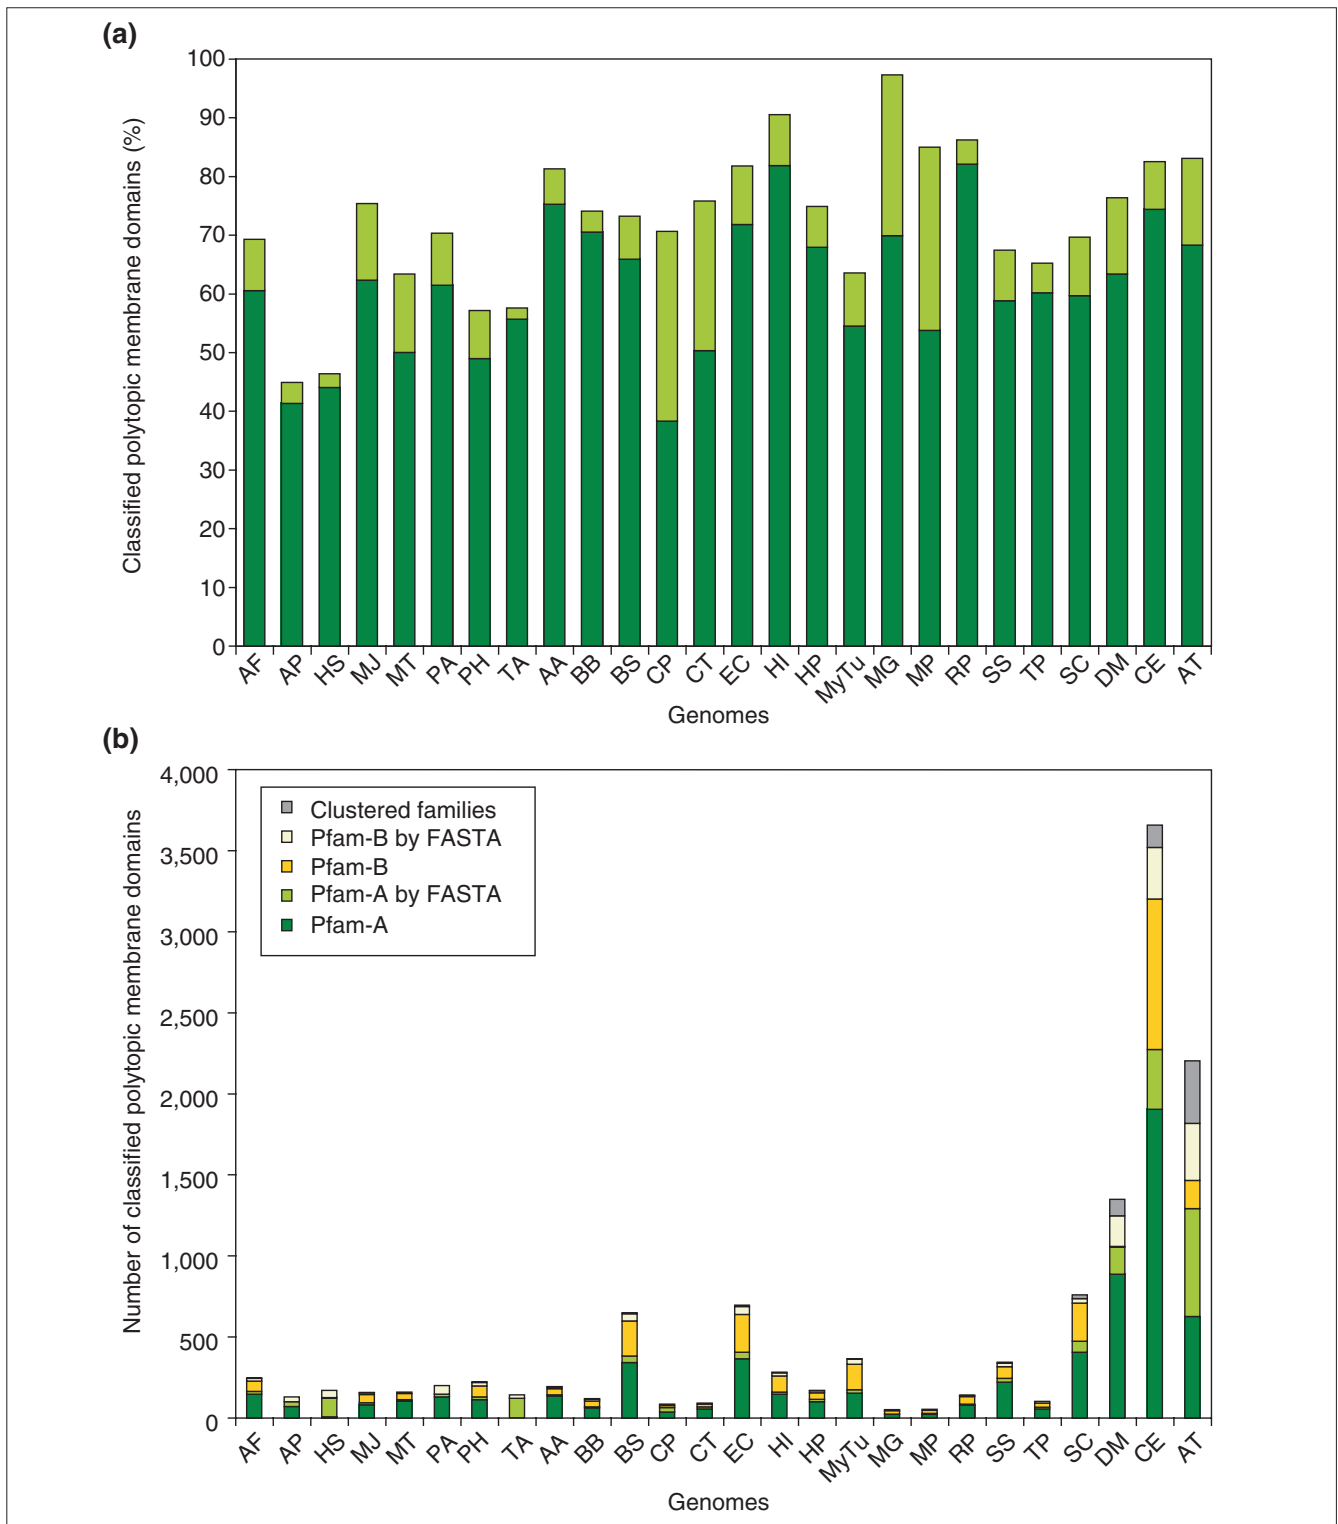 (a)
Classified polytopic membrane domains (%)
100
90
80
70
60
50
40
30
20
10
0
AF AP HS MJ MT PA PH TA AA BB BS CP CT EC HI HP MyTu MG MP RP SS TP SC DM CE AT
Genomes
(b)
Number of classified polytopic membrane domains
4,000
3,500
3,000
2,500
2,000
1,500
1,000
500
0
Clustered families
Pfam-B by FASTA
Pfam-B
Pfam-A by FASTA
Pfam-A
AF AP HS MJ MT PA PH TA AA BB BS CP CT EC HI HP MyTu MG MP RP SS TP SC DM CE AT
Genomes